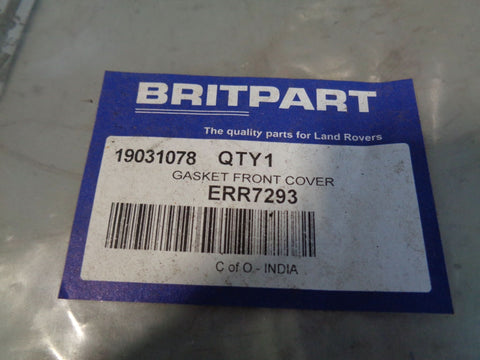 BRITPART
The quality parts for Land Rovers
19031078 QTY1
GASKET FRONT COVER
ERR7293
C of O - INDIA